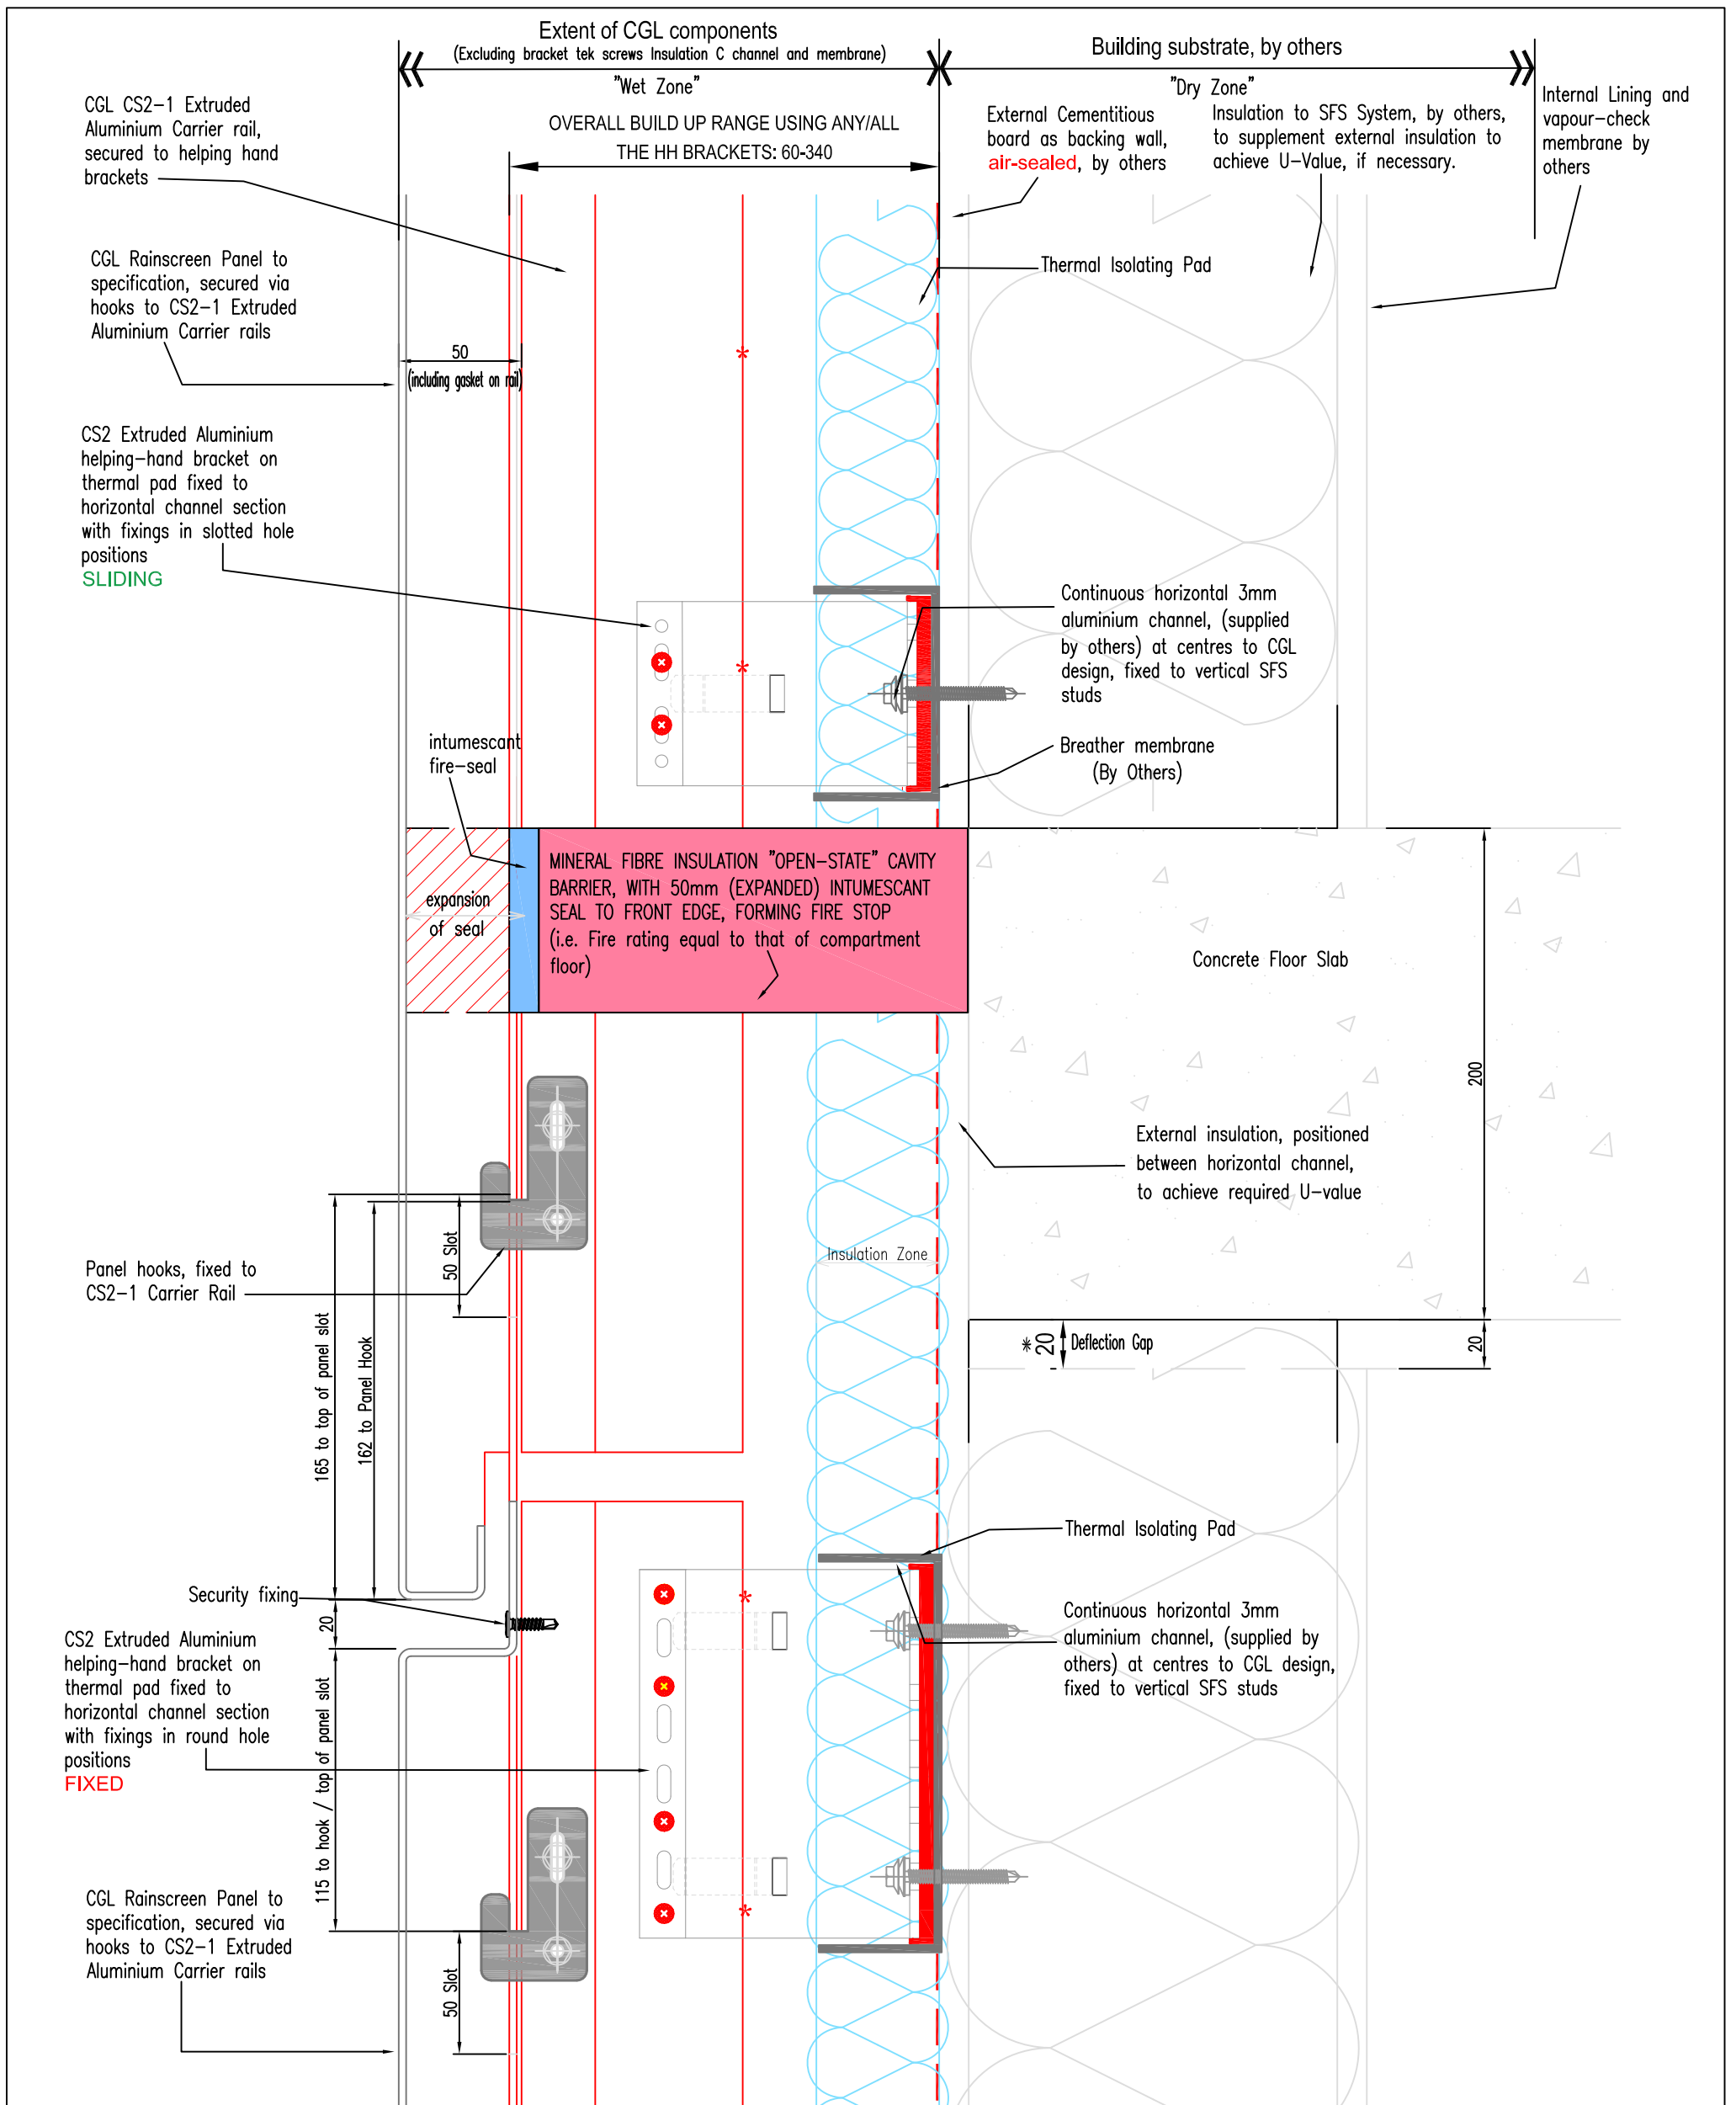 Extent of CGL components
(Excluding bracket tek screws Insulation C channel and membrane)
"Wet Zone"
Building substrate, by others
"Dry Zone"
OVERALL BUILD UP RANGE USING ANY/ALL
THE HH BRACKETS: 60-340
CGL CS2-1 Extruded
Aluminium Carrier rail,
secured to helping hand
brackets
External Cementitious
board as backing wall,
air-sealed, by others
Insulation to SFS System, by others,
to supplement external insulation to
achieve U-Value, if necessary.
Internal Lining and
vapour-check
membrane by
others
CGL Rainscreen Panel to
specification, secured via
hooks to CS2-1 Extruded
Aluminium Carrier rails
Thermal Isolating Pad
50
(including gasket on rail)
*
CS2 Extruded Aluminium
helping-hand bracket on
thermal pad fixed to
horizontal channel section
with fixings in slotted hole
positions
SLIDING
Continuous horizontal 3mm
aluminium channel, (supplied
by others) at centres to CGL
design, fixed to vertical SFS
studs
*
intumescant
fire-seal
Breather membrane
(By Others)
expansion
of seal
MINERAL FIBRE INSULATION "OPEN-STATE" CAVITY
BARRIER, WITH 50mm (EXPANDED) INTUMESCANT
SEAL TO FRONT EDGE, FORMING FIRE STOP
(i.e. Fire rating equal to that of compartment
floor)
Concrete Floor Slab
200
External insulation, positioned
between horizontal channel,
to achieve required U-value
Insulation Zone
Panel hooks, fixed to
CS2-1 Carrier Rail
50 Slot
165 to top of panel slot
162 to Panel Hook
*20 Deflection Gap
20
Thermal Isolating Pad
Security fixing
20
*
CS2 Extruded Aluminium
helping-hand bracket on
thermal pad fixed to
horizontal channel section
with fixings in round hole
positions
FIXED
Continuous horizontal 3mm
aluminium channel, (supplied by
others) at centres to CGL design,
fixed to vertical SFS studs
115 to hook / top of panel slot
*
CGL Rainscreen Panel to
specification, secured via
hooks to CS2-1 Extruded
Aluminium Carrier rails
50 Slot